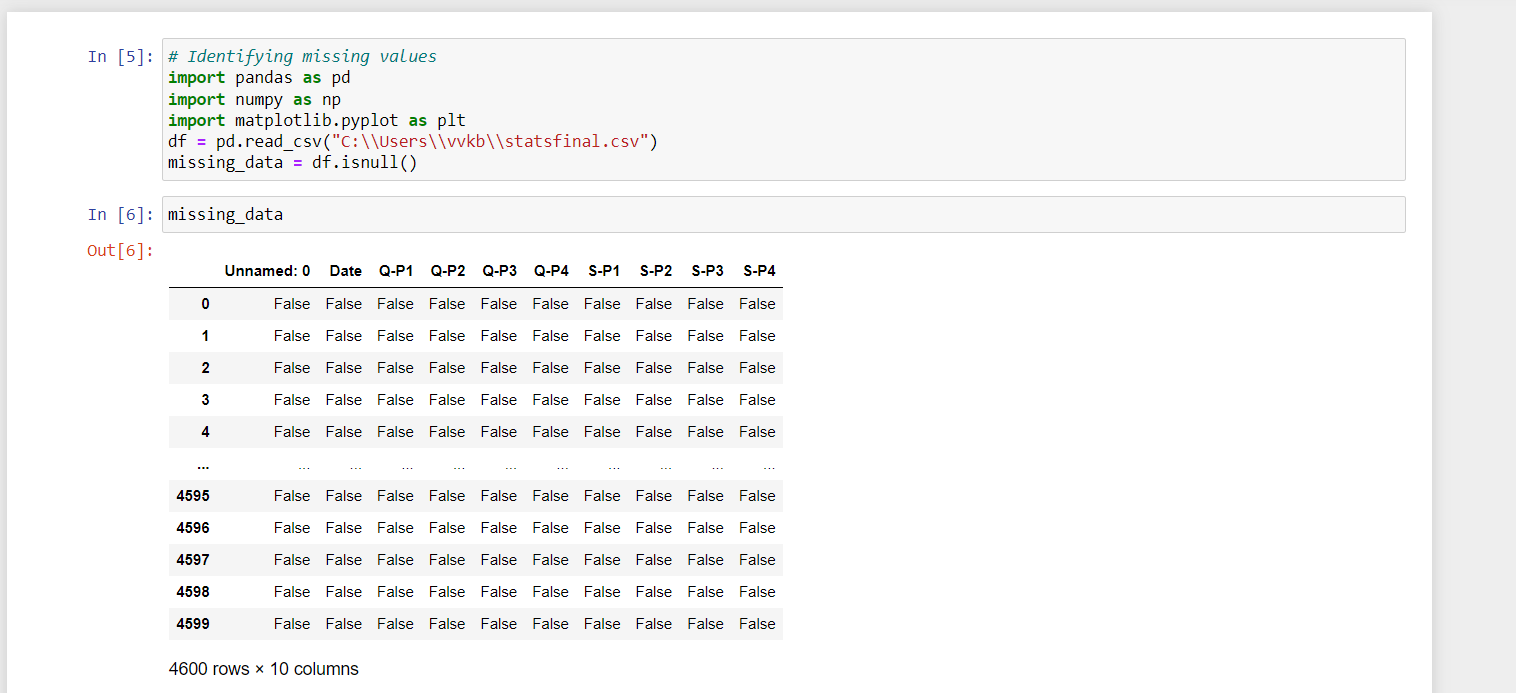 In [5]: # Identifying missing values
import pandas as pd
import numpy as np
import matplotlib.pyplot as plt
df = pd.read_csv("C:\\Users\\vvkb\\statsfinal.csv")
missing_data = df.isnull()
In [6]: missing_data
Out[6]:
Unnamed: 0 Date Q-P1 Q-P2 Q-P3 Q-P4 S-P1 S-P2 S-P3 S-P4
0 False False False False False False False False False False
1 False False False False False False False False False False
2 False False False False False False False False False False
3 False False False False False False False False False False
4 False False False False False False False False False False
... ... ... ... ... ... ... ... ... ... ...
4595 False False False False False False False False False False
4596 False False False False False False False False False False
4597 False False False False False False False False False False
4598 False False False False False False False False False False
4599 False False False False False False False False False False
4600 rows × 10 columns